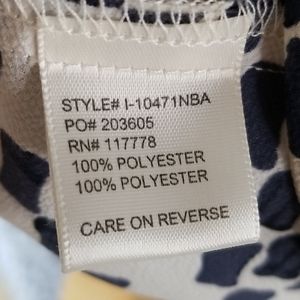 STYLE# I-10471NBA
PO# 203605
RN# 117778
100% POLYESTER
100% POLYESTER
CARE ON REVERSE